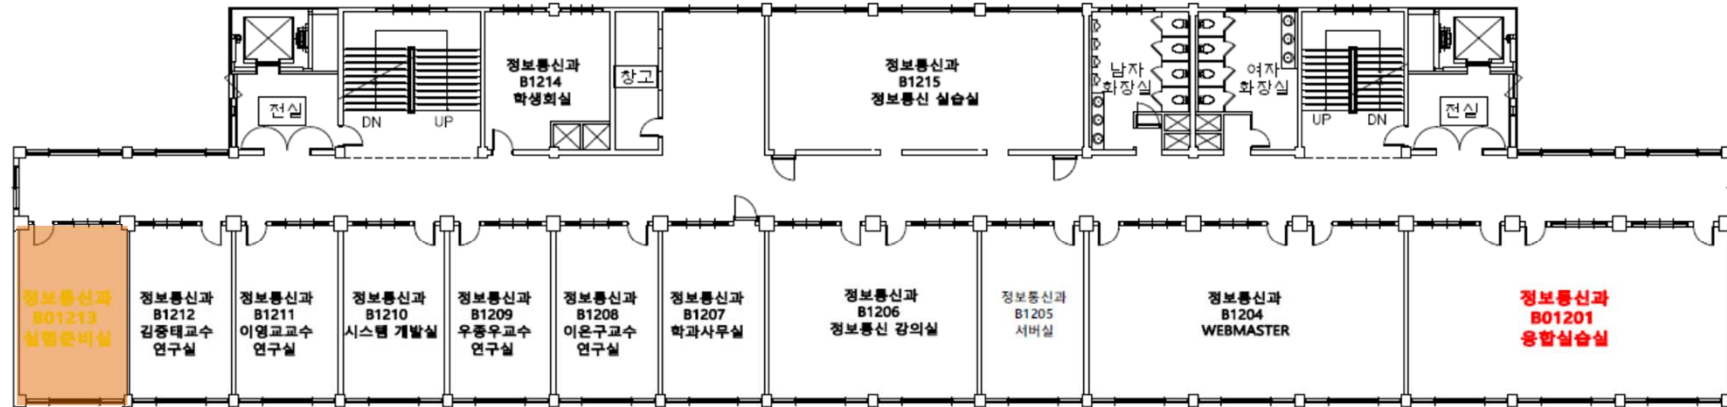 정보통신과
B1214
학생회실
창고
정보통신과
B1215
정보통신 실습실
남자
화장실
여자
화장실
전실
DN
UP
UP
DN
전실
정보통신과
B01213
실험준비실
정보통신과
B1212
김중태교수
연구실
정보통신과
B1211
이영교교수
연구실
정보통신과
B1210
시스템 개발실
정보통신과
B1209
우종우교수
연구실
정보통신과
B1208
이온구교수
연구실
정보통신과
B1207
학과사무실
정보통신과
B1206
정보통신 강의실
정보통신과
B1205
서버실
정보통신과
B1204
WEBMASTER
정보통신과
B01201
융합실습실